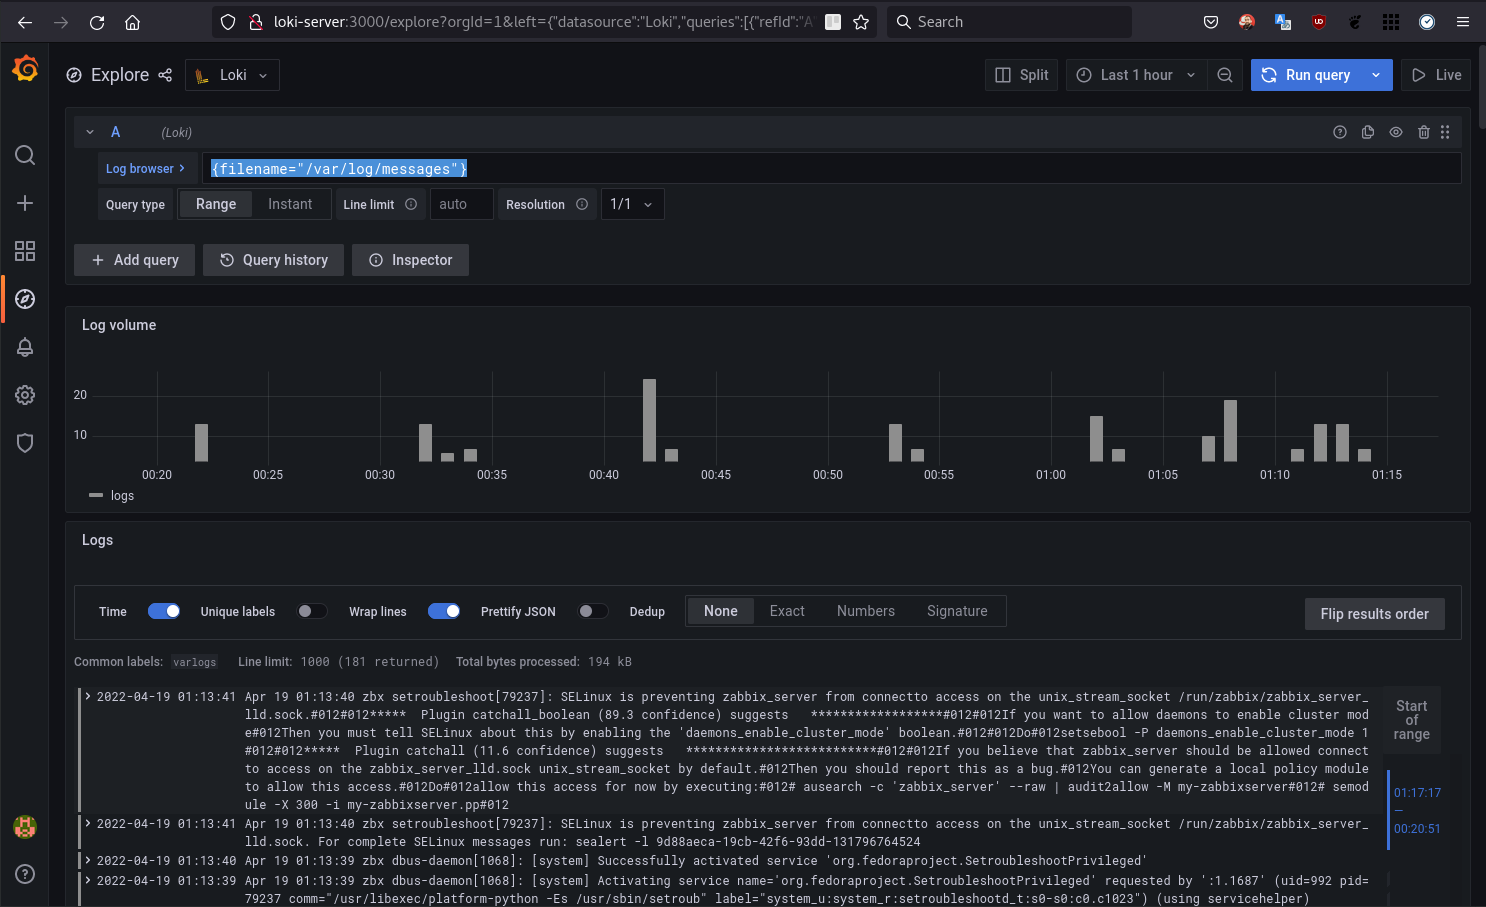 loki-server:3000/explore?orgId=1&left={"datasource":"Loki","queries":[{"refId":"A"
Search
Explore
Loki
Split
Last 1 hour
Run query
Live
A
(Loki)
Log browser
{filename="/var/log/messages"}
Query type
Range
Instant
Line limit
auto
Resolution
1/1
+ Add query
Query history
Inspector
Log volume
20
10
00:20 00:25 00:30 00:35 00:40 00:45 00:50 00:55 01:00 01:05 01:10 01:15
logs
Logs
Time
Unique labels
Wrap lines
Prettify JSON
Dedup
None
Exact
Numbers
Signature
Flip results order
Common labels: varlogs Line limit: 1000 (181 returned) Total bytes processed: 194 kB
2022-04-19 01:13:41 Apr 19 01:13:40 zbx setroubleshoot[79237]: SELinux is preventing zabbix_server from connectto access on the unix_stream_socket /run/zabbix/zabbix_server_
lld.sock.#012#012***** Plugin catchall_boolean (89.3 confidence) suggests ******************#012#012If you want to allow daemons to enable cluster mod
e#012Then you must tell SELinux about this by enabling the 'daemons_enable_cluster_mode' boolean.#012#012Do#012setsebool -P daemons_enable_cluster_mode 1
#012#012***** Plugin catchall (11.6 confidence) suggests **************************#012#012If you believe that zabbix_server should be allowed connect
to access on the zabbix_server_lld.sock unix_stream_socket by default.#012Then you should report this as a bug.#012You can generate a local policy module
to allow this access.#012Do#012allow this access for now by executing:#012# ausearch -c 'zabbix_server' --raw | audit2allow -M my-zabbixserver#012# semod
ule -X 300 -i my-zabbixserver.pp#012
2022-04-19 01:13:41 Apr 19 01:13:40 zbx setroubleshoot[79237]: SELinux is preventing zabbix_server from connectto access on the unix_stream_socket /run/zabbix/zabbix_server_
lld.sock. For complete SELinux messages run: sealert -l 9d88aeca-19cb-42f6-93dd-131796764524
2022-04-19 01:13:40 Apr 19 01:13:39 zbx dbus-daemon[1068]: [system] Successfully activated service 'org.fedoraproject.SetroubleshootPrivileged'
2022-04-19 01:13:39 Apr 19 01:13:39 zbx dbus-daemon[1068]: [system] Activating service name='org.fedoraproject.SetroubleshootPrivileged' requested by ':1.1687' (uid=992 pid=
79237 comm="/usr/libexec/platform-python -Es /usr/sbin/setroub" label="system_u:system_r:setroubleshootd_t:s0-s0:c0.c1023") (using servicehelper)
Start
of
range
01:17:17
—
00:20:51